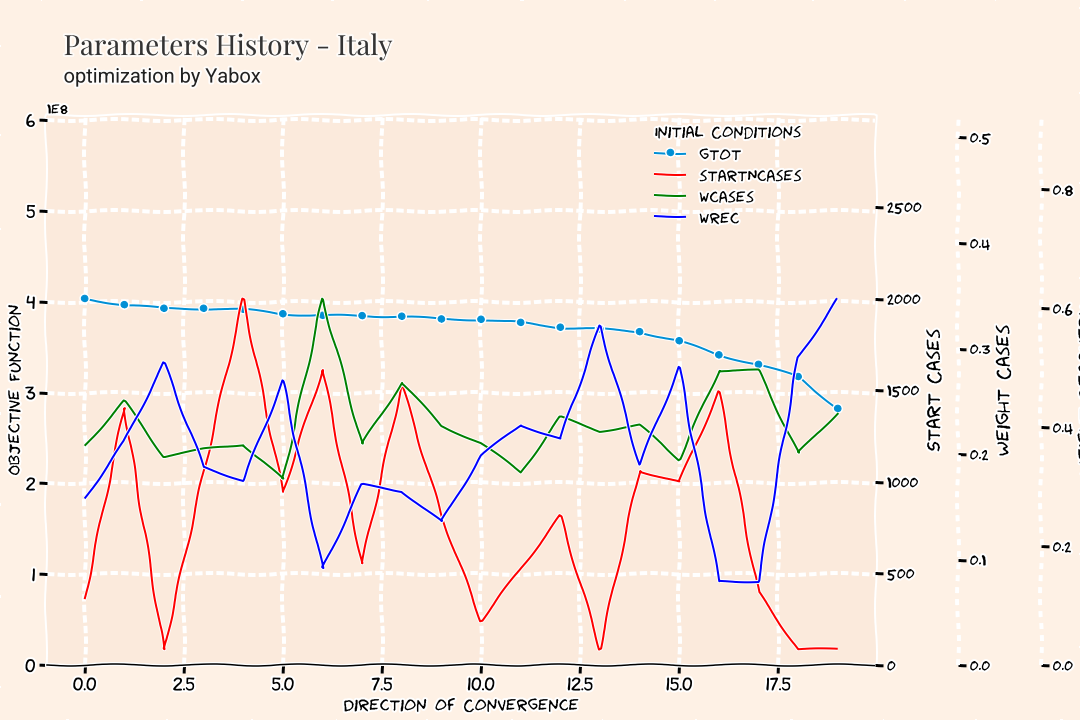 Parameters History - Italy
optimization by Yabox
1E8
INITIAL CONDITIONS
GTOT
STARTNCASES
WCASES
WREC
OBJECTIVE FUNCTION
6
5
4
3
2
1
0
0.0 2.5 5.0 7.5 10.0 12.5 15.0 17.5
DIRECTION OF CONVERGENCE
2500
2000
1500
1000
500
0
START CASES
0.5
0.4
0.3
0.2
0.1
0.0
WEIGHT CASES
0.8
0.6
0.4
0.2
0.0